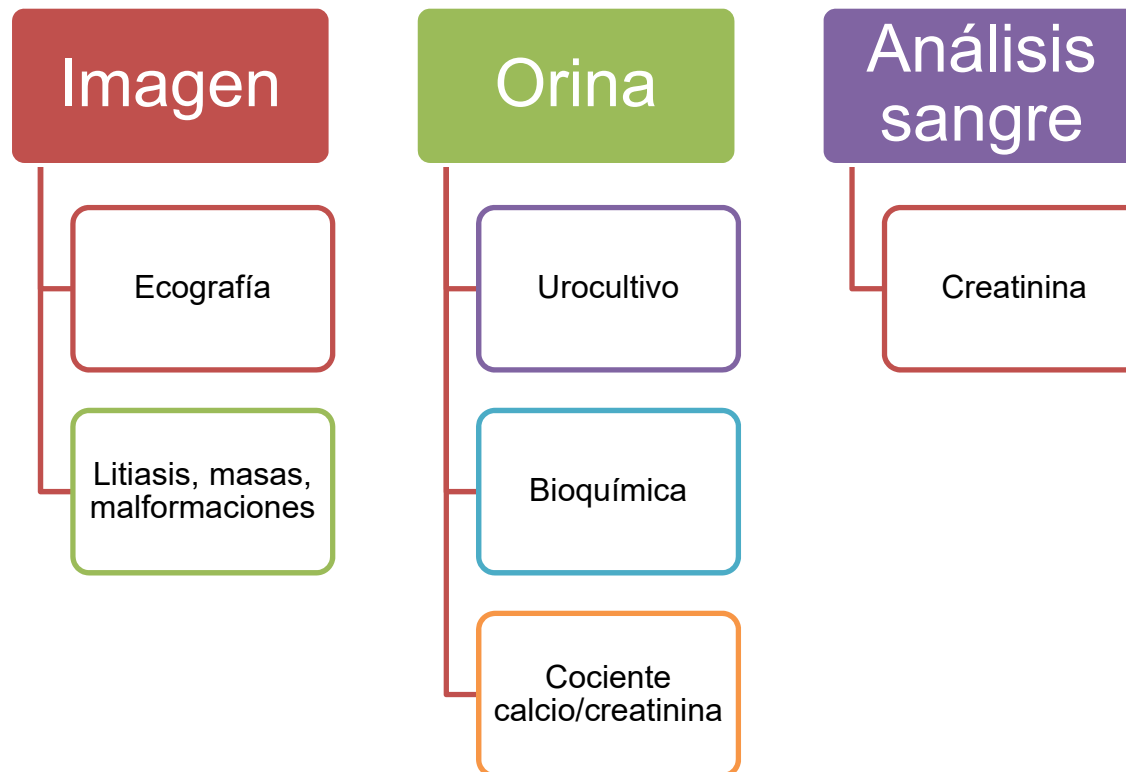 Imagen
Ecografía
Litiasis, masas,
malformaciones
Orina
Urocultivo
Bioquímica
Cociente
calcio/creatinina
Análisis
sangre
Creatinina